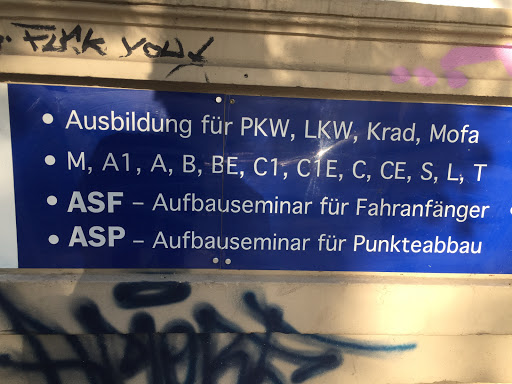 FUCK YOU
• Ausbildung für PKW, LKW, Krad, Mofa
• M, A1, A, B, BE, C1, C1E, C, CE, S, L, T
• ASF – Aufbauseminar für Fahranfänger •
• ASP – Aufbauseminar für Punkteabbau